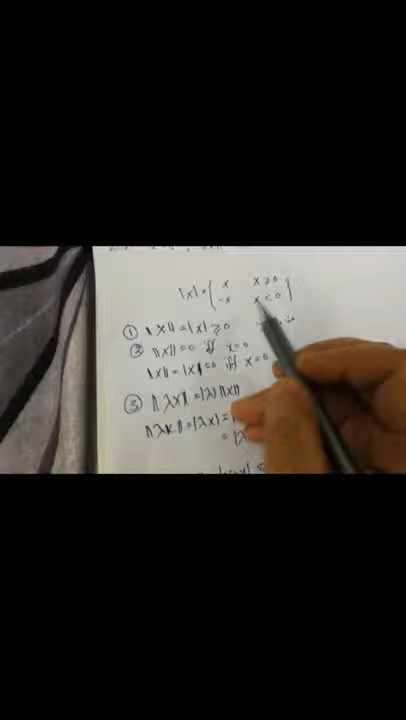 |x| = { x x ≥ 0
-x x < 0 }
① ||x|| = |x| ≥ 0
② ||x|| = 0 iff x = 0
||x|| = |x| = 0 iff x = 0
③ ||λx|| = |λ| ||x||
||λx|| = |λx| =
= |λ